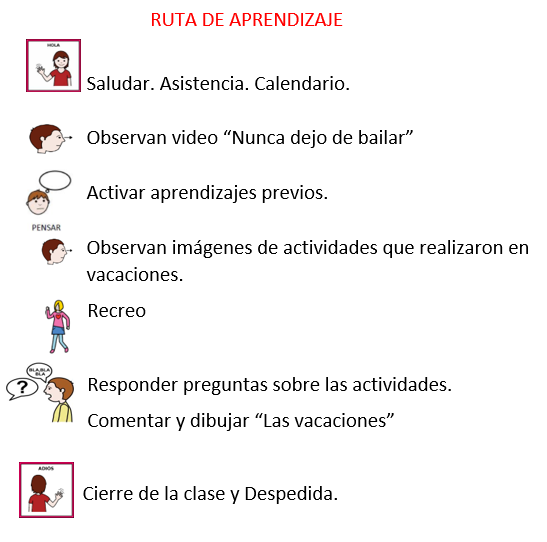 RUTA DE APRENDIZAJE
HOLA
Saludar. Asistencia. Calendario.
Observan video “Nunca dejo de bailar”
Activar aprendizajes previos.
PENSAR
Observan imágenes de actividades que realizaron en
vacaciones.
Recreo
BLA,BLA
BLA
?
Responder preguntas sobre las actividades.
Comentar y dibujar “Las vacaciones”
ADIÓS
Cierre de la clase y Despedida.